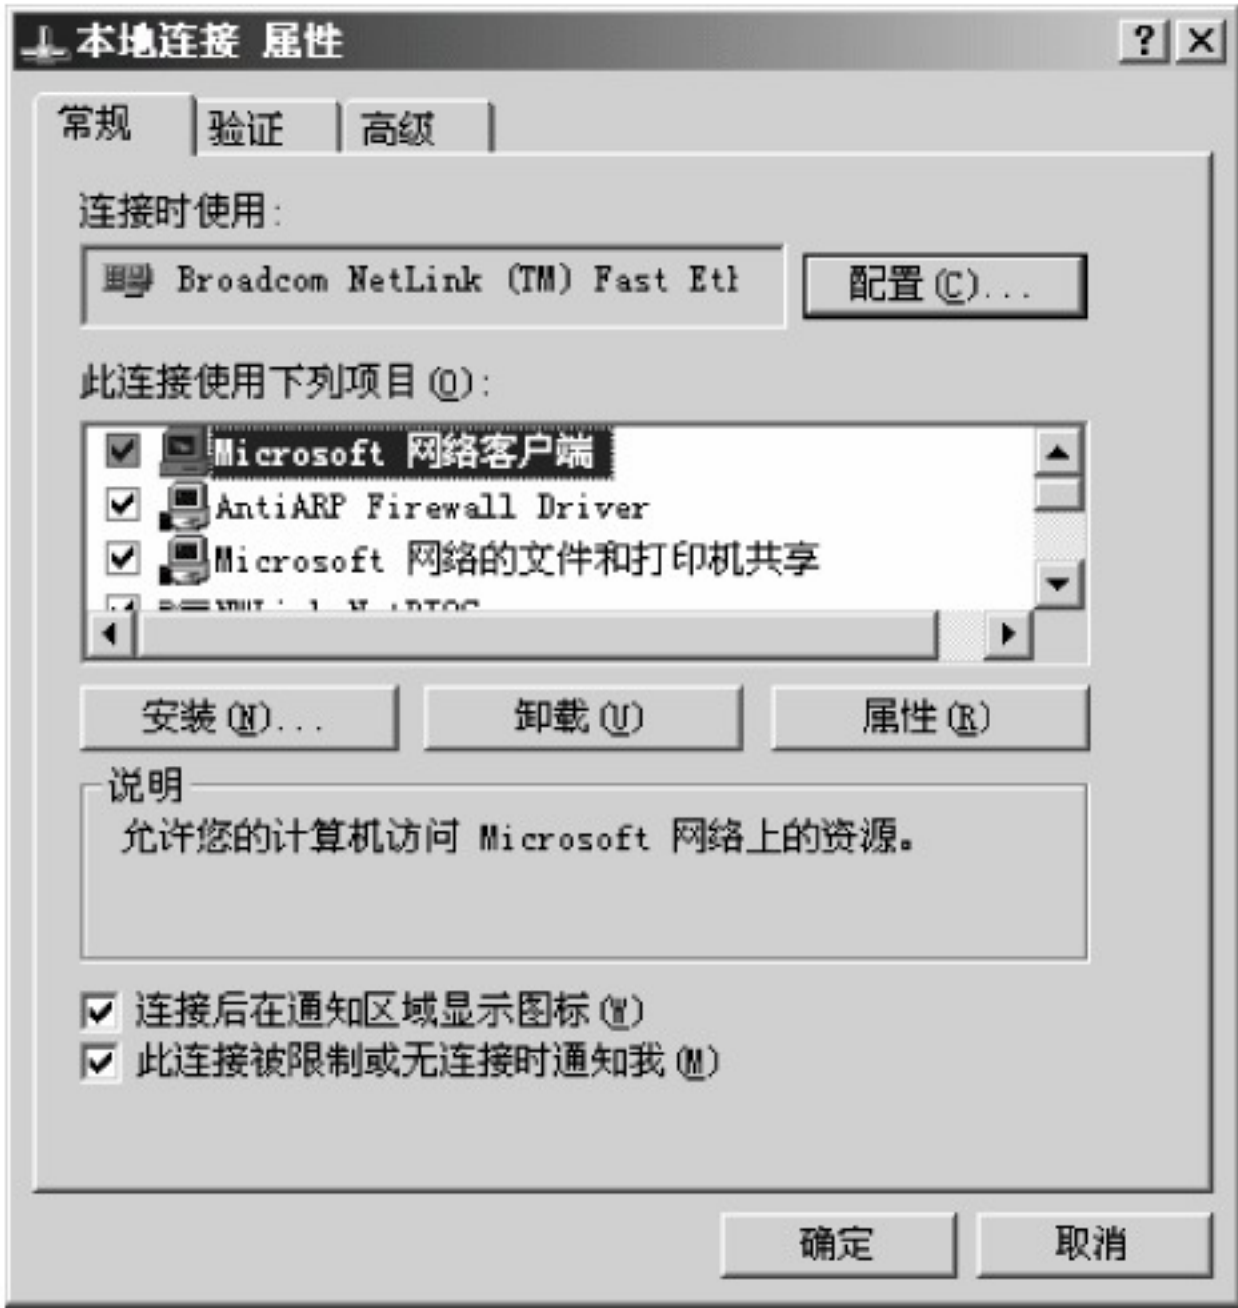 本地连接 属性
常规 验证 高级
连接时使用:
Broadcom NetLink (TM) Fast Etl
配置(C)...
此连接使用下列项目(O):
Microsoft 网络客户端
AntiARP Firewall Driver
Microsoft 网络的文件和打印机共享
NWLink NetBIOS
安装(N)... 卸载(U) 属性(R)
说明
允许您的计算机访问 Microsoft 网络上的资源。
连接后在通知区域显示图标(W)
此连接被限制或无连接时通知我(M)
确定 取消